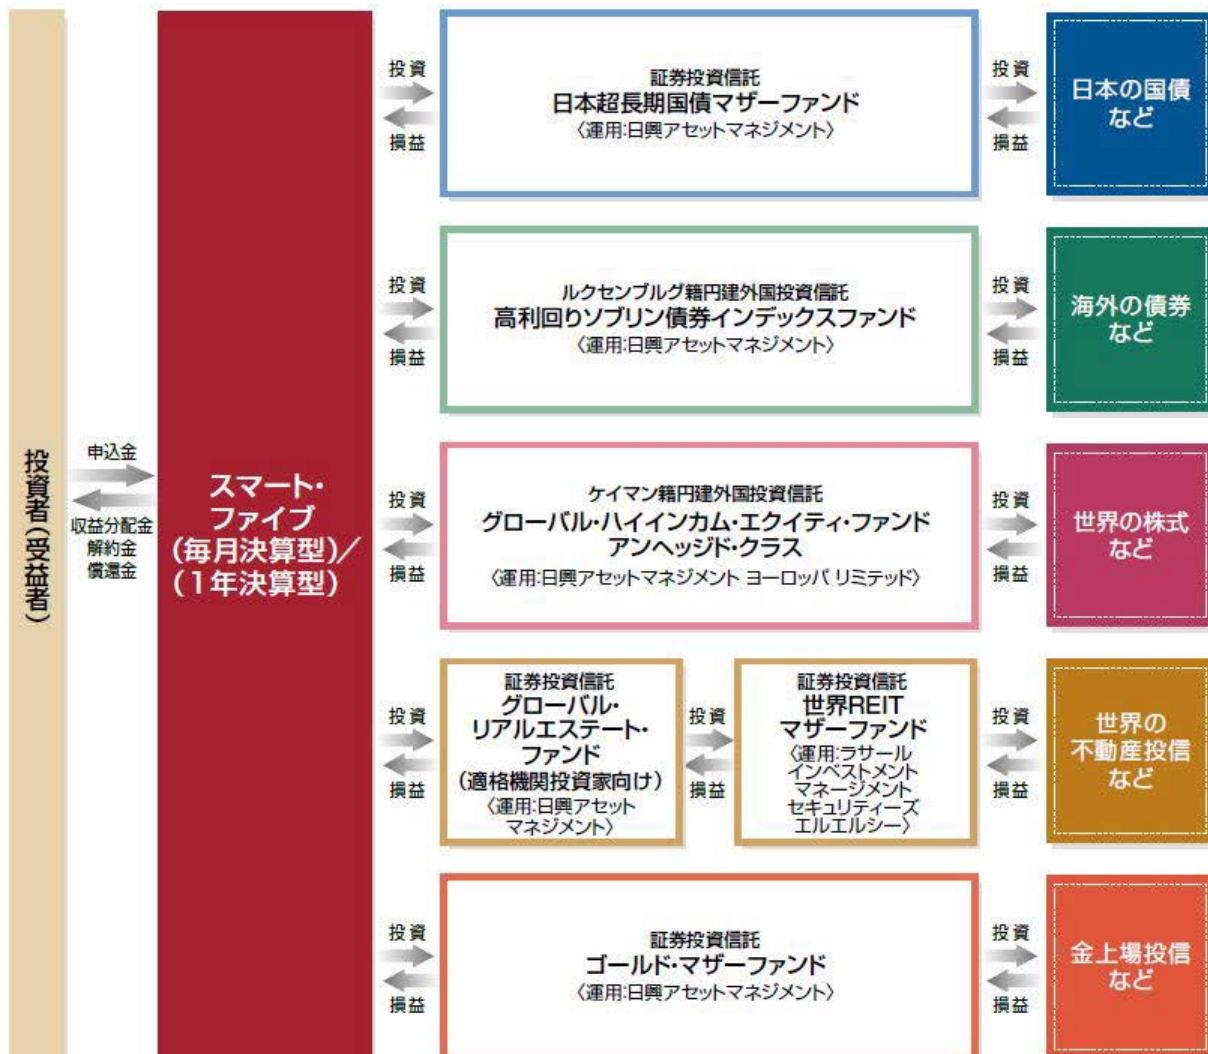 投資者(受益者)
申込金
収益分配金
解約金
償還金
スマート・
ファイブ
(毎月決算型)／
(1年決算型)
投資
損益
証券投資信託
日本超長期国債マザーファンド
〈運用:日興アセットマネジメント〉
投資
損益
日本の国債
など
投資
損益
ルクセンブルグ籍円建外国投資信託
高利回りソブリン債券インデックスファンド
〈運用:日興アセットマネジメント〉
投資
損益
海外の債券
など
投資
損益
ケイマン籍円建外国投資信託
グローバル・ハイインカム・エクイティ・ファンド
アンヘッジド・クラス
〈運用:日興アセットマネジメント ヨーロッパ リミテッド〉
投資
損益
世界の株式
など
投資
損益
証券投資信託
グローバル・
リアルエステート・
ファンド
(適格機関投資家向け)
〈運用:日興アセット
マネジメント〉
投資
損益
証券投資信託
世界REIT
マザーファンド
〈運用:ラサール
インベストメント
マネージメント
セキュリティーズ
エルエルシー〉
投資
損益
世界の
不動産投信
など
投資
損益
証券投資信託
ゴールド・マザーファンド
〈運用:日興アセットマネジメント〉
投資
損益
金上場投信
など